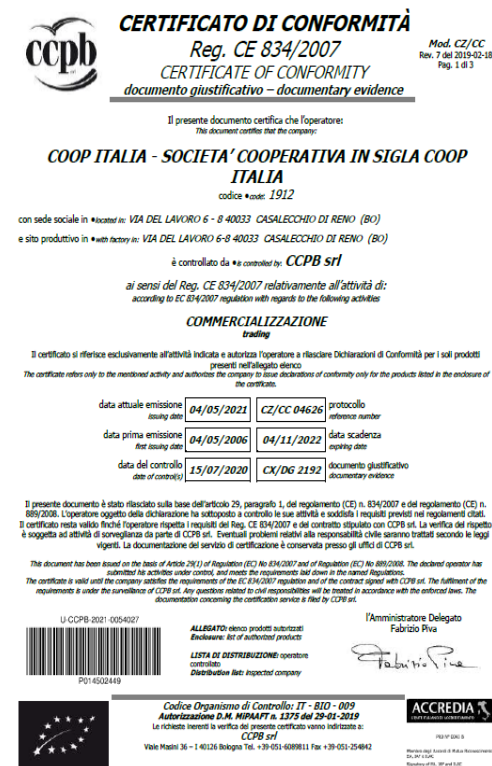 ccpb
srl
CERTIFICATO DI CONFORMITÀ
Reg. CE 834/2007
CERTIFICATE OF CONFORMITY
documento giustificativo – documentary evidence
Mod. CZ/CC
Rev. 7 del 2019-02-18
Pag. 1 di 3
Il presente documento certifica che l'operatore:
This document certifies that the company:
COOP ITALIA - SOCIETA' COOPERATIVA IN SIGLA COOP
ITALIA
codice •code: 1912
con sede sociale in •located in: VIA DEL LAVORO 6 - 8 40033 CASALECCHIO DI RENO (BO)
e sito produttivo in •with factory in: VIA DEL LAVORO 6-8 40033 CASALECCHIO DI RENO (BO)
è controllato da •is controlled by: CCPB srl
ai sensi del Reg. CE 834/2007 relativamente all'attività di:
according to EC 834/2007 regulation with regards to the following activities
COMMERCIALIZZAZIONE
trading
Il certificato si riferisce esclusivamente all'attività indicata e autorizza l'operatore a rilasciare Dichiarazioni di Conformità per i soli prodotti
presenti nell'allegato elenco
The certificate refers only to the mentioned activity and authorizes the company to issue declarations of conformity only for the products listed in the enclosure of
the certificate.
data attuale emissione 04/05/2021 CZ/CC 04626 protocollo
issuing date reference number
data prima emissione 04/05/2006 04/11/2022 data scadenza
first issuing date expiring date
data del controllo 15/07/2020 CX/DG 2192 documento giustificativo
date of control(s) documentary evidence
Il presente documento è stato rilasciato sulla base dell'articolo 29, paragrafo 1, del regolamento (CE) n. 834/2007 e del regolamento (CE) n.
889/2008. L'operatore oggetto della dichiarazione ha sottoposto a controllo le sue attività e soddisfa i requisiti previsti nei regolamenti citati.
Il certificato resta valido finché l'operatore rispetta i requisiti del Reg. CE 834/2007 e del contratto stipulato con CCPB srl. La verifica del rispetto
è soggetta ad attività di sorveglianza da parte di CCPB srl. Eventuali problemi relativi alla responsabilità civile saranno trattati secondo le leggi
vigenti. La documentazione del servizio di certificazione è conservata presso gli uffici di CCPB srl.
This document has been issued on the basis of Article 29(1) of Regulation (EC) No 834/2007 and of Regulation (EC) No 889/2008. The declared operator has
submitted his activities under control, and meets the requirements laid down in the named Regulations.
The certificate is valid until the company satisfies the requirements of the EC 834/2007 regulation and of the contract signed with CCPB srl. The fulfilment of the
requirements is under the surveillance of CCPB srl. Any questions related to civil responsibilities will be treated in accordance with the enforced laws. The
documentation concerning the certification service is filed by CCPB srl.
U-CCPB-2021-0054027
P014502449
ALLEGATO: elenco prodotti autorizzati
Enclosure: list of authorized products
LISTA DI DISTRIBUZIONE: operatore
controllato
Distribution list: inspected company
l'Amministratore Delegato
Fabrizio Piva
Fabrizio Piva
Codice Organismo di Controllo: IT - BIO - 009
Autorizzazione D.M. MiPAAFT n. 1375 del 29-01-2019
Le richieste inerenti la verifica del presente certificato vanno indirizzate a:
CCPB srl
Viale Masini 36 – I 40126 Bologna Tel. +39-051-6089811 Fax +39-051-254842
ACCREDIA